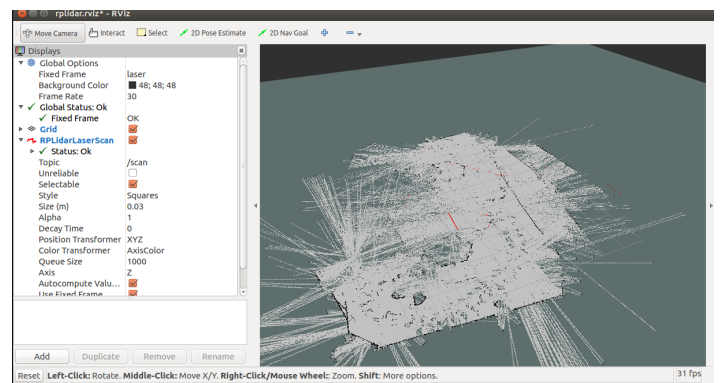 rplidar.rviz* - RViz
Move Camera Interact Select 2D Pose Estimate 2D Nav Goal
Displays
Global Options
Fixed Frame laser
Background Color 48; 48; 48
Frame Rate 30
Global Status: Ok
Fixed Frame OK
Grid
RPLidarLaserScan
Status: Ok
Topic /scan
Unreliable
Selectable
Style Squares
Size (m) 0.03
Alpha 1
Decay Time 0
Position Transformer XYZ
Color Transformer AxisColor
Queue Size 1000
Axis Z
Autocompute Valu...
Use Fixed Frame
Add Duplicate Remove Rename
Reset Left-Click: Rotate. Middle-Click: Move X/Y. Right-Click/Mouse Wheel:: Zoom. Shift: More options. 31 fps